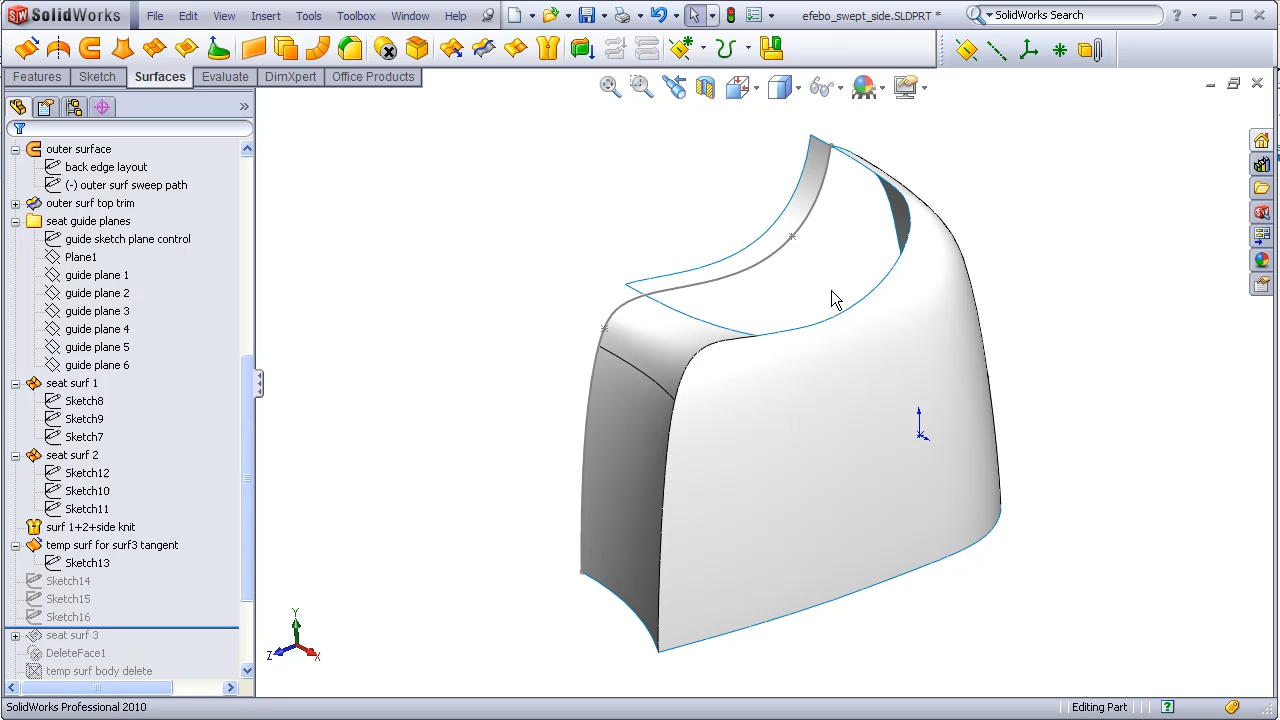 SolidWorks File Edit View Insert Tools Toolbox Window Help efebo_swept_side.SLDPRT * SolidWorks Search
Features Sketch Surfaces Evaluate DimXpert Office Products
outer surface
back edge layout
(-) outer surf sweep path
outer surf top trim
seat guide planes
guide sketch plane control
Plane1
guide plane 1
guide plane 2
guide plane 3
guide plane 4
guide plane 5
guide plane 6
seat surf 1
Sketch8
Sketch9
Sketch7
seat surf 2
Sketch12
Sketch10
Sketch11
surf 1+2+side knit
temp surf for surf3 tangent
Sketch13
Sketch14
Sketch15
Sketch16
seat surf 3
DeleteFace1
temp surf body delete
Y
Z
X
SolidWorks Professional 2010 Editing Part